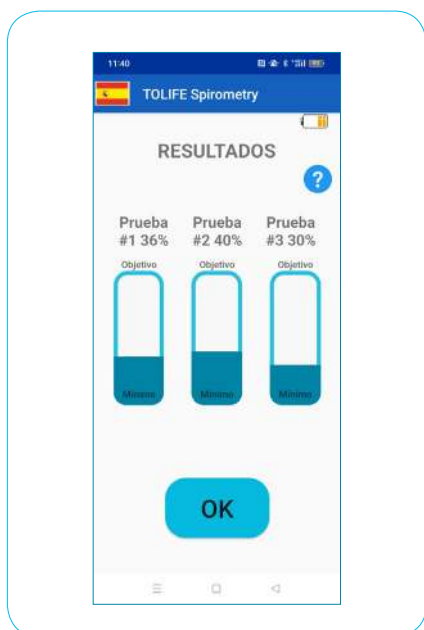 11:40
TOLIFE Spirometry
RESULTADOS
?
Prueba Prueba Prueba
#1 36% #2 40% #3 30%
Objetivo Objetivo Objetivo
Mínimo Mínimo Mínimo
OK